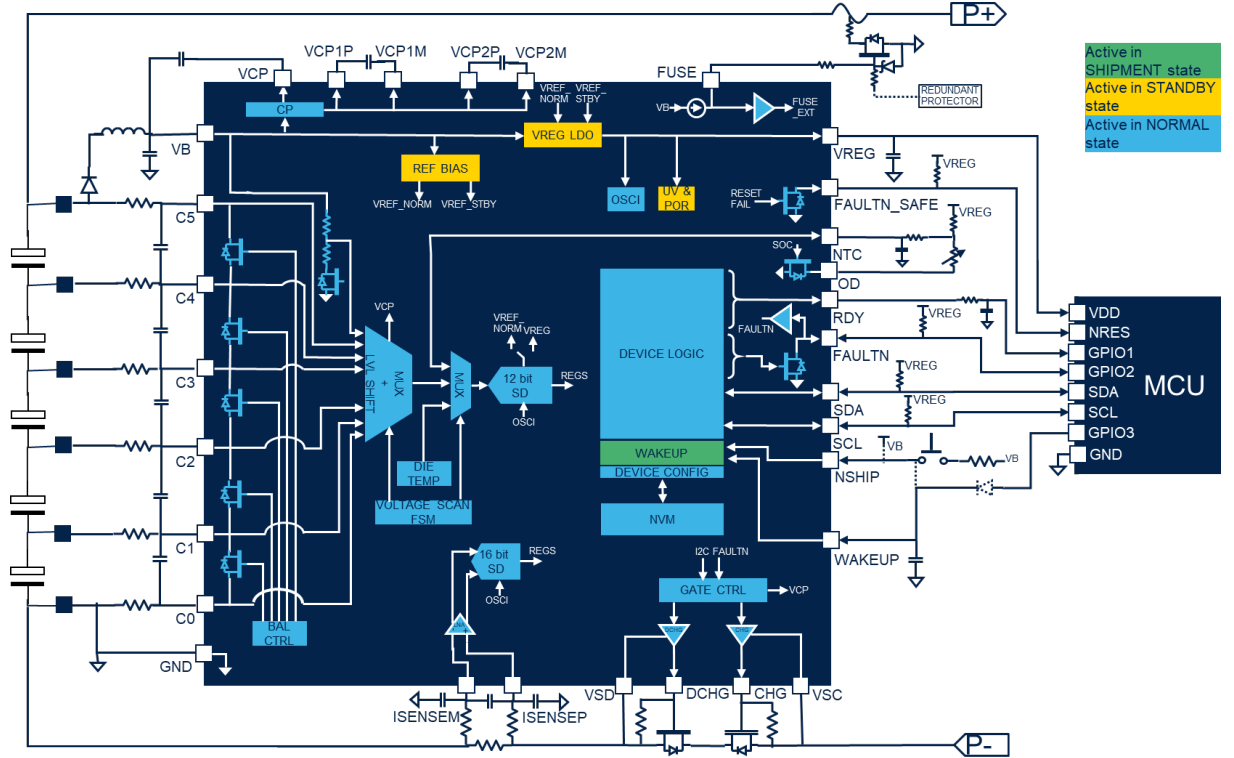 P+
VCP1P
VCP1M
VCP2P
VCP2M
VCP
FUSE
Active in
SHIPMENT state
Active in STANDBY
state
Active in NORMAL
state
REDUNDANT
PROTECTOR
CP
VREF_
NORM
VREF_
STBY
VB
FUSE
_EXT
VB
VREG LDO
VREG
REF BIAS
VREF_NORM
VREF_STBY
OSCI
UV &
POR
RESET
FAIL
VREG
FAULTN_SAFE
VREG
C5
NTC
SOC
OD
C4
VCP
RDY
VREG
VREF_
NORM
VREG
FAULTN
FAULTN
DEVICE LOGIC
LVL SHIFT
+
MUX
MUX
12 bit
SD
REGS
OSCI
C3
VREG
SDA
VREG
SCL
VB
C2
WAKEUP
DEVICE CONFIG
NSHIP
VB
DIE
TEMP
VOLTAGE SCAN
FSM
NVM
C1
WAKEUP
VDD
NRES
GPIO1
GPIO2
SDA
SCL
GPIO3
GND
MCU
16 bit
SD
REGS
OSCI
I2C FAULTN
GATE CTRL
VCP
C0
BAL
CTRL
DCHG
CHG
GND
ISENSEM
ISENSEP
VSD
DCHG
CHG
VSC
P-